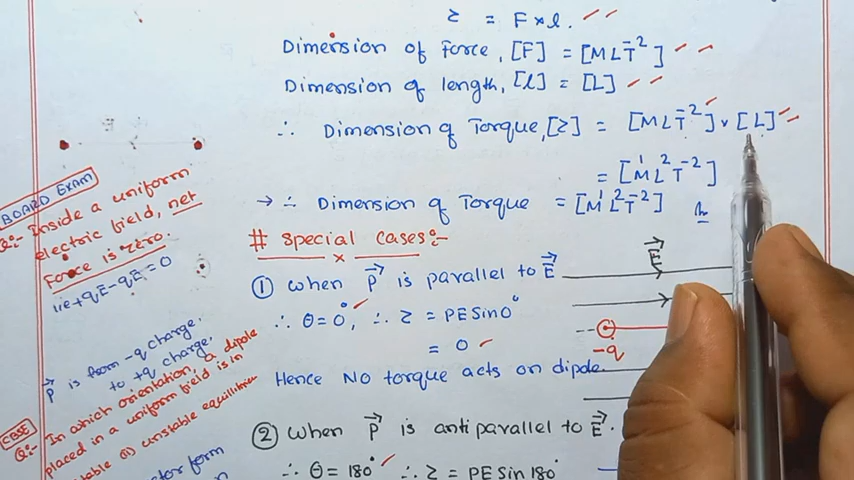 τ = F × l.
Dimension of Force, [F] = [MLT⁻²]
Dimension of length, [l] = [L]
∴ Dimension of Torque, [τ] = [MLT⁻²] × [L]
= [M¹L²T⁻²]
→ ∴ Dimension of Torque = [M¹L²T⁻²]
# special cases:-
① when P⃗ is parallel to E⃗
∴ θ = 0°, ∴ τ = PE sin 0°
= 0
Hence No torque acts on dipole.
② when P⃗ is anti parallel to E⃗.
∴ θ = 180° ∴ τ = PE sin 180°
E⃗
-q
BOARD EXAM
Q:- Inside a uniform
electric field, net
Force is zero.
i.e +qE⃗-qE⃗=0
P⃗ is from -q charge.
to +q charge.
CBSE
Q:- In which orientation, a dipole
placed in a uniform field is in
(ii) unstable equilibrium
form